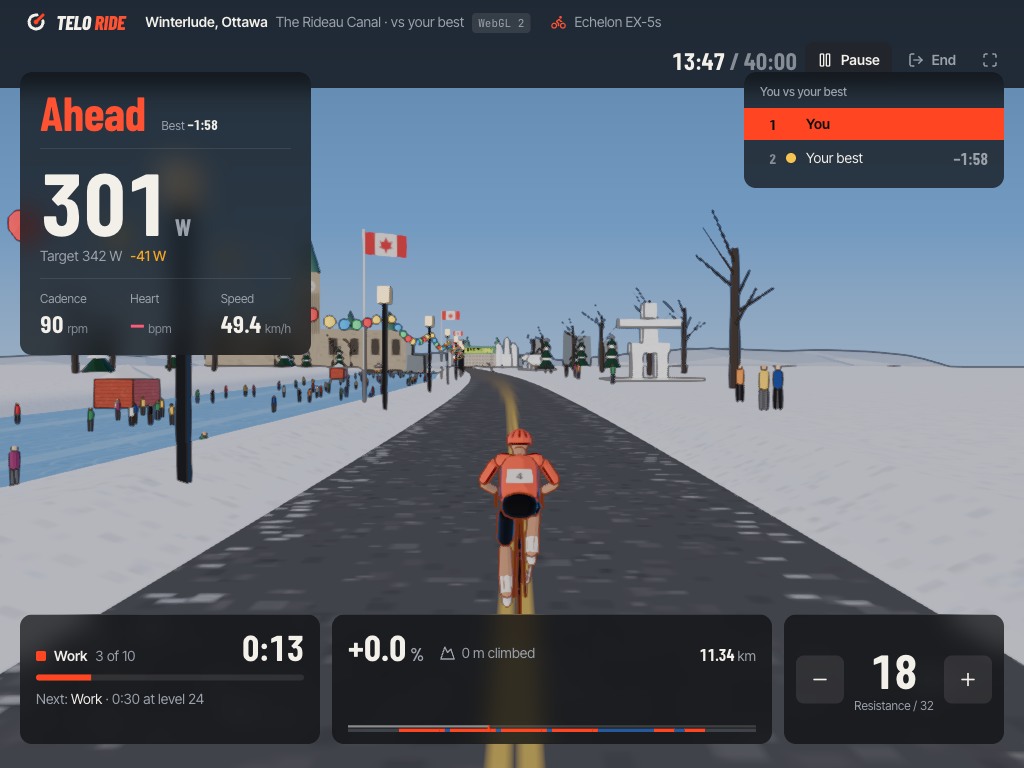 TELO RIDE Winterlude, Ottawa The Rideau Canal · vs your best WebGL 2 Echelon EX-5s
13:47 / 40:00 Pause End
Ahead Best −1:58
301 W
Target 342 W -41 W
Cadence Heart Speed
90 rpm — bpm 49.4 km/h
You vs your best
1 You
2 Your best −1:58
4
Work 3 of 10 0:13
Next: Work · 0:30 at level 24
+0.0 % 0 m climbed 11.34 km
− 18 +
Resistance / 32